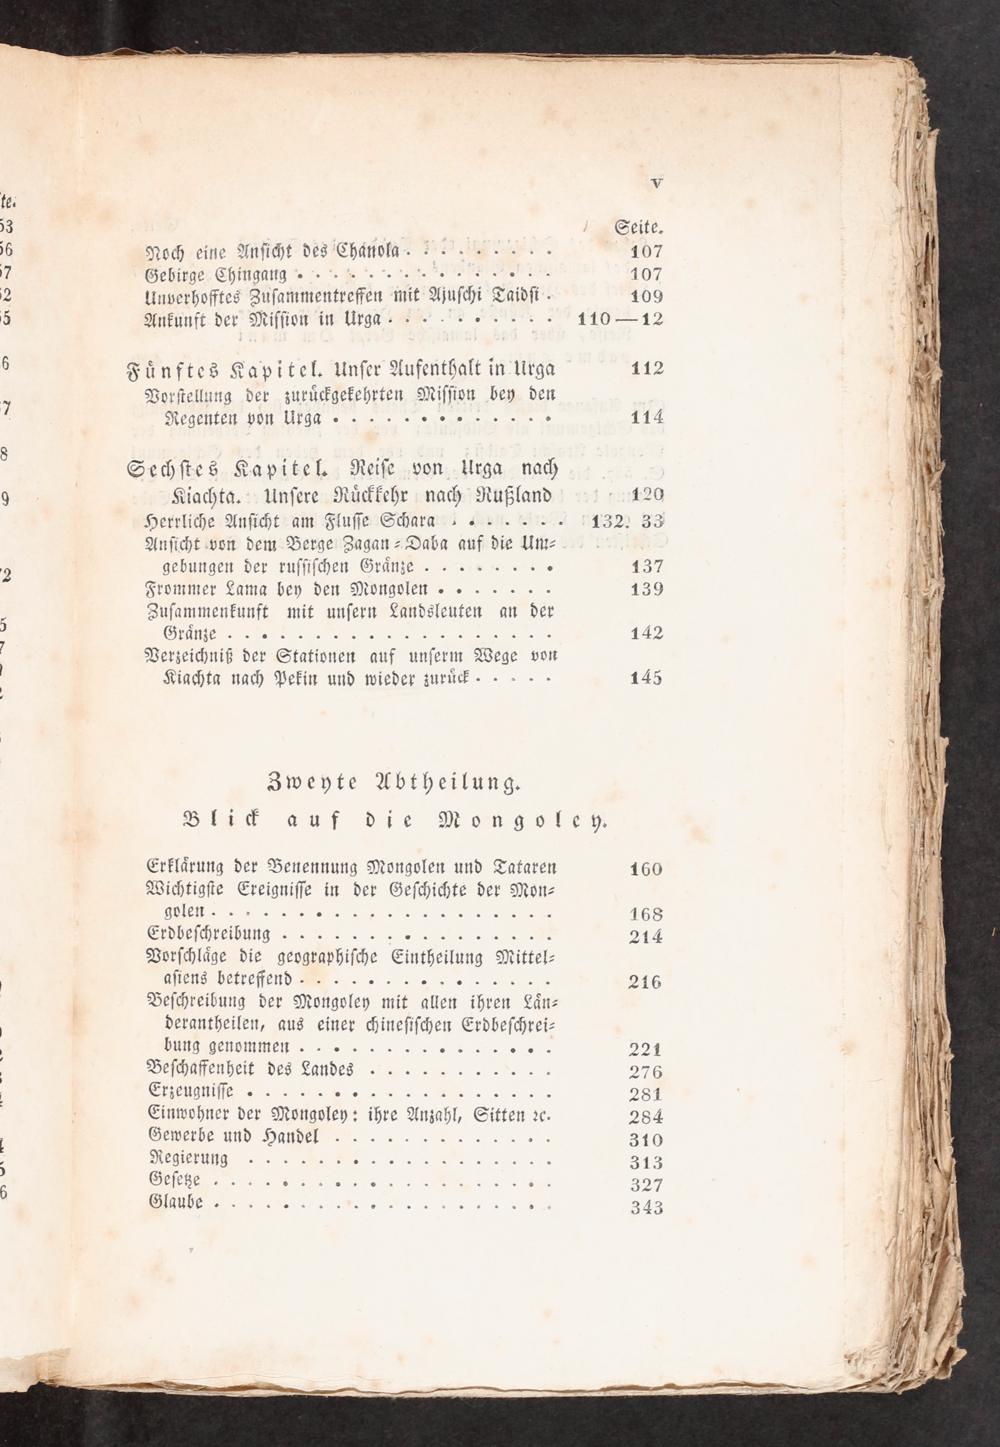 v
Seite.
Noch eine Ansicht des Chanola . . . . . . . . 107
Gebirge Chingang . . . . . . . . . . . . . . . 107
Unverhofftes Zusammentreffen mit Ajuschi Taidsi . 109
Ankunft der Mission in Urga . . . . . . . . . . 110—12
Fünftes Kapitel. Unser Aufenthalt in Urga 112
Vorstellung der zurückgekehrten Mission bey den
Regenten von Urga . . . . . . . . . . . . . 114
Sechstes Kapitel. Reise von Urga nach
Kiachta. Unsere Rückkehr nach Rußland 120
Herrliche Ansicht am Flusse Schara . . . . . . . 132. 33
Ansicht von dem Berge Zagan-Daba auf die Um-
gebungen der russischen Gränze . . . . . . . . 137
Frommer Lama bey den Mongolen . . . . . . . 139
Zusammenkunft mit unsern Landsleuten an der
Gränze . . . . . . . . . . . . . . . . . . . 142
Verzeichniß der Stationen auf unserm Wege von
Kiachta nach Pekin und wieder zurück . . . . . 145
Zweyte Abtheilung.
Blick auf die Mongoley.
Erklärung der Benennung Mongolen und Tataren 160
Wichtigste Ereignisse in der Geschichte der Mon-
golen . . . . . . . . . . . . . . . . . . . . 168
Erdbeschreibung . . . . . . . . . . . . . . . . 214
Vorschläge die geographische Eintheilung Mittel-
asiens betreffend . . . . . . . . . . . . . . . 216
Beschreibung der Mongoley mit allen ihren Län-
derantheilen, aus einer chinesischen Erdbeschrei-
bung genommen . . . . . . . . . . . . . . . 221
Beschaffenheit des Landes . . . . . . . . . . . 276
Erzeugnisse . . . . . . . . . . . . . . . . . . 281
Einwohner der Mongoley: ihre Anzahl, Sitten ꝛc. 284
Gewerbe und Handel . . . . . . . . . . . . . 310
Regierung . . . . . . . . . . . . . . . . . . 313
Gesetze . . . . . . . . . . . . . . . . . . . . 327
Glaube . . . . . . . . . . . . . . . . . . . . 343